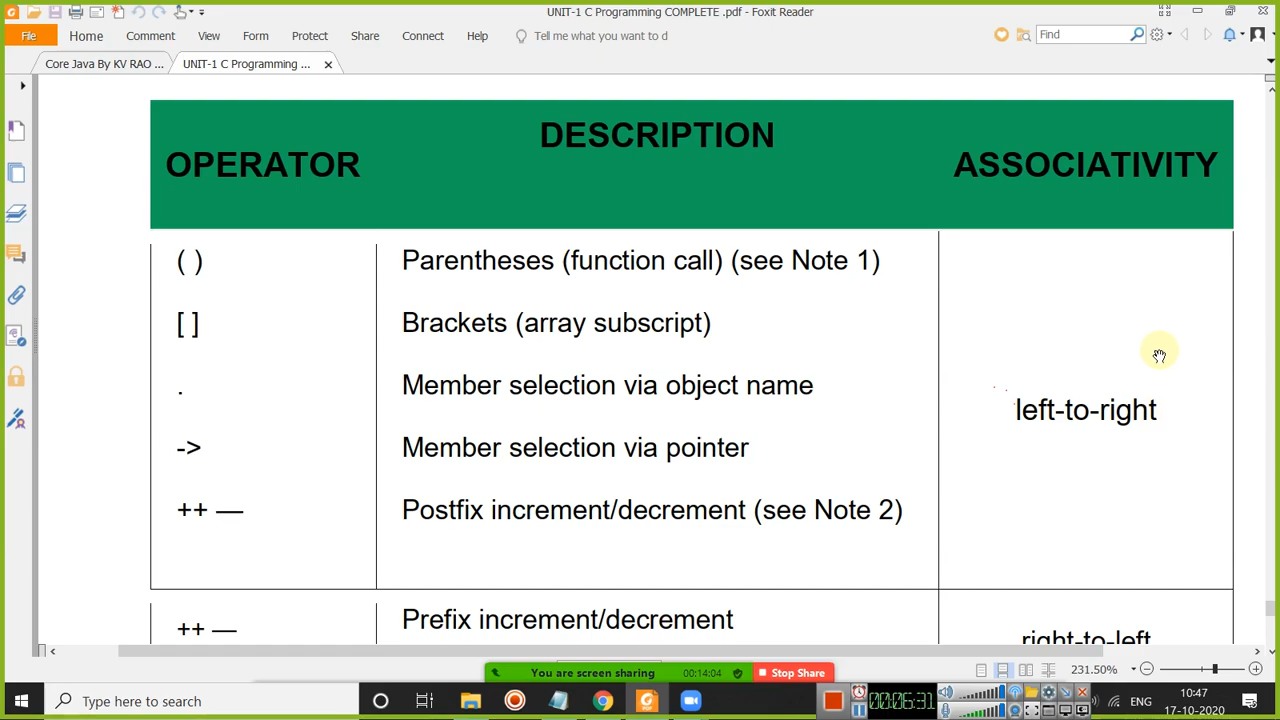 UNIT-1 C Programming COMPLETE .pdf - Foxit Reader
File Home Comment View Form Protect Share Connect Help Tell me what you want to d Find
Core Java By KV RAO ... UNIT-1 C Programming ... ×
OPERATOR DESCRIPTION ASSOCIATIVITY
( ) Parentheses (function call) (see Note 1)
[ ] Brackets (array subscript)
. Member selection via object name
left-to-right
-> Member selection via pointer
++ — Postfix increment/decrement (see Note 2)
++ — Prefix increment/decrement
right-to-left
You are screen sharing 00:14:04 Stop Share
231.50%
Type here to search
00:06:31
ENG
10:47
17-10-2020